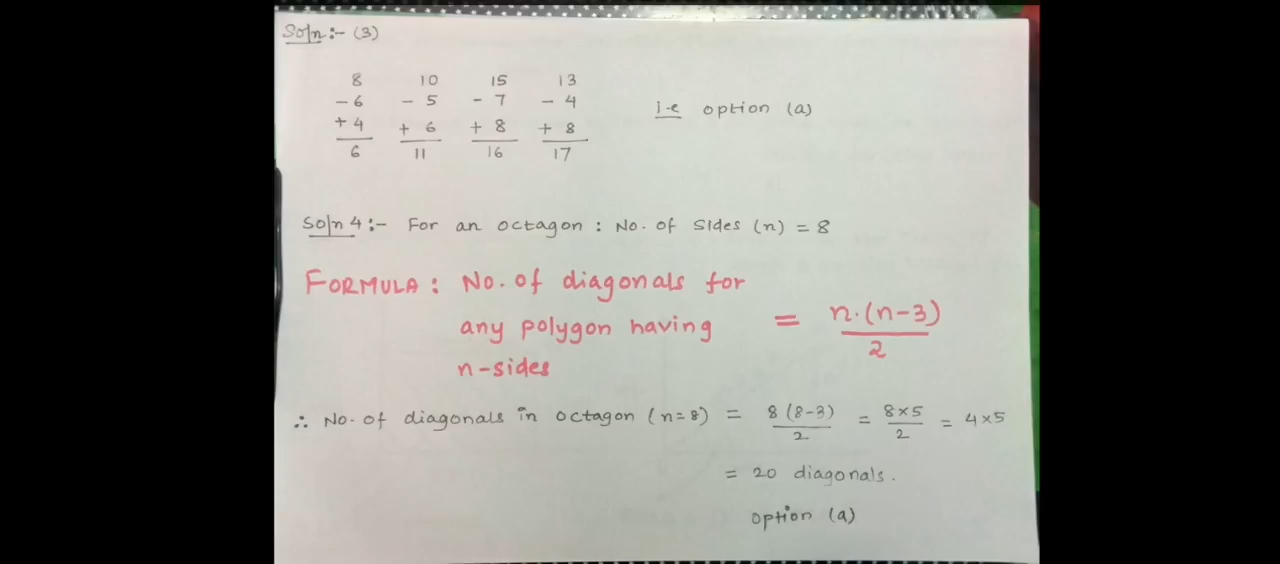 Soln:- (3)
8 10 15 13
- 6 - 5 - 7 - 4
i.e option (a)
+ 4 + 6 + 8 + 8
6 11 16 17
Soln 4:- For an octagon : No. of sides (n) = 8
FORMULA: No. of diagonals for
any polygon having = n.(n-3)/2
n-sides
∴ No. of diagonals in octagon (n=8) = 8(8-3)/2 = 8×5/2 = 4×5
= 20 diagonals.
option (a)